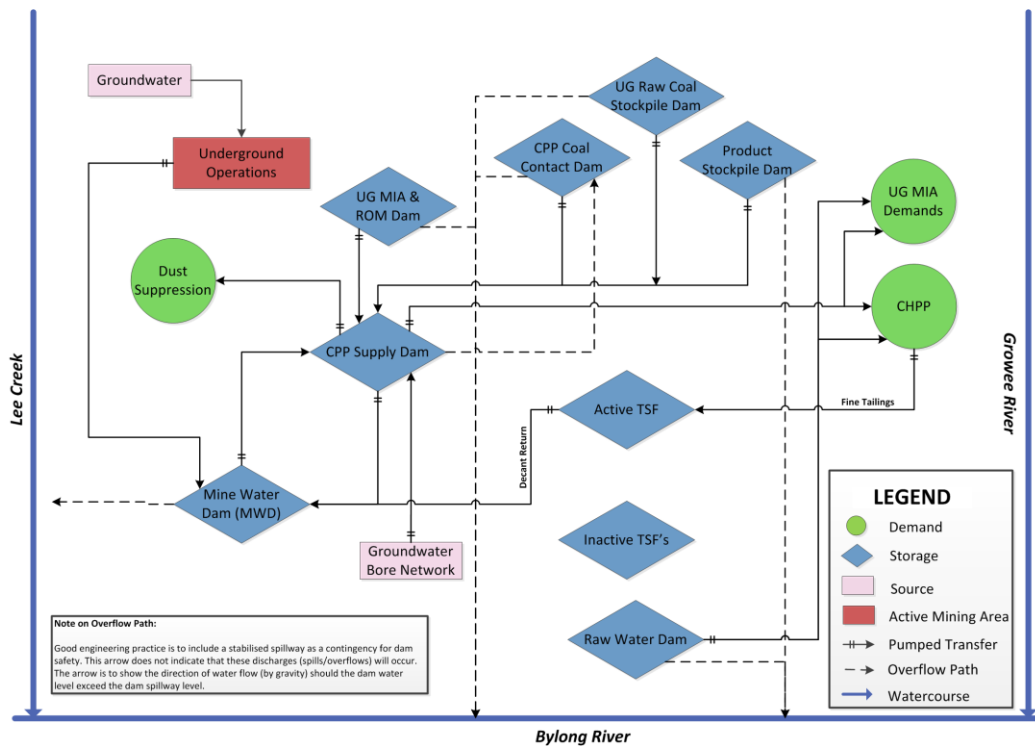 Groundwater
Underground
Operations
UG Raw Coal
Stockpile Dam
CPP Coal
Contact Dam
Product
Stockpile Dam
UG MIA &
ROM Dam
UG MIA
Demands
Dust
Suppression
CHPP
CPP Supply Dam
Lee Creek
Growee River
Active TSF
Fine Tailings
Decant Return
Mine Water
Dam (MWD)
Groundwater
Bore Network
Inactive TSF's
Raw Water Dam
LEGEND
Demand
Storage
Source
Active Mining Area
Pumped Transfer
Overflow Path
Watercourse
Note on Overflow Path:
Good engineering practice is to include a stabilised spillway as a contingency for dam
safety. This arrow does not indicate that these discharges (spills/overflows) will occur.
The arrow is to show the direction of water flow (by gravity) should the dam water
level exceed the dam spillway level.
Bylong River